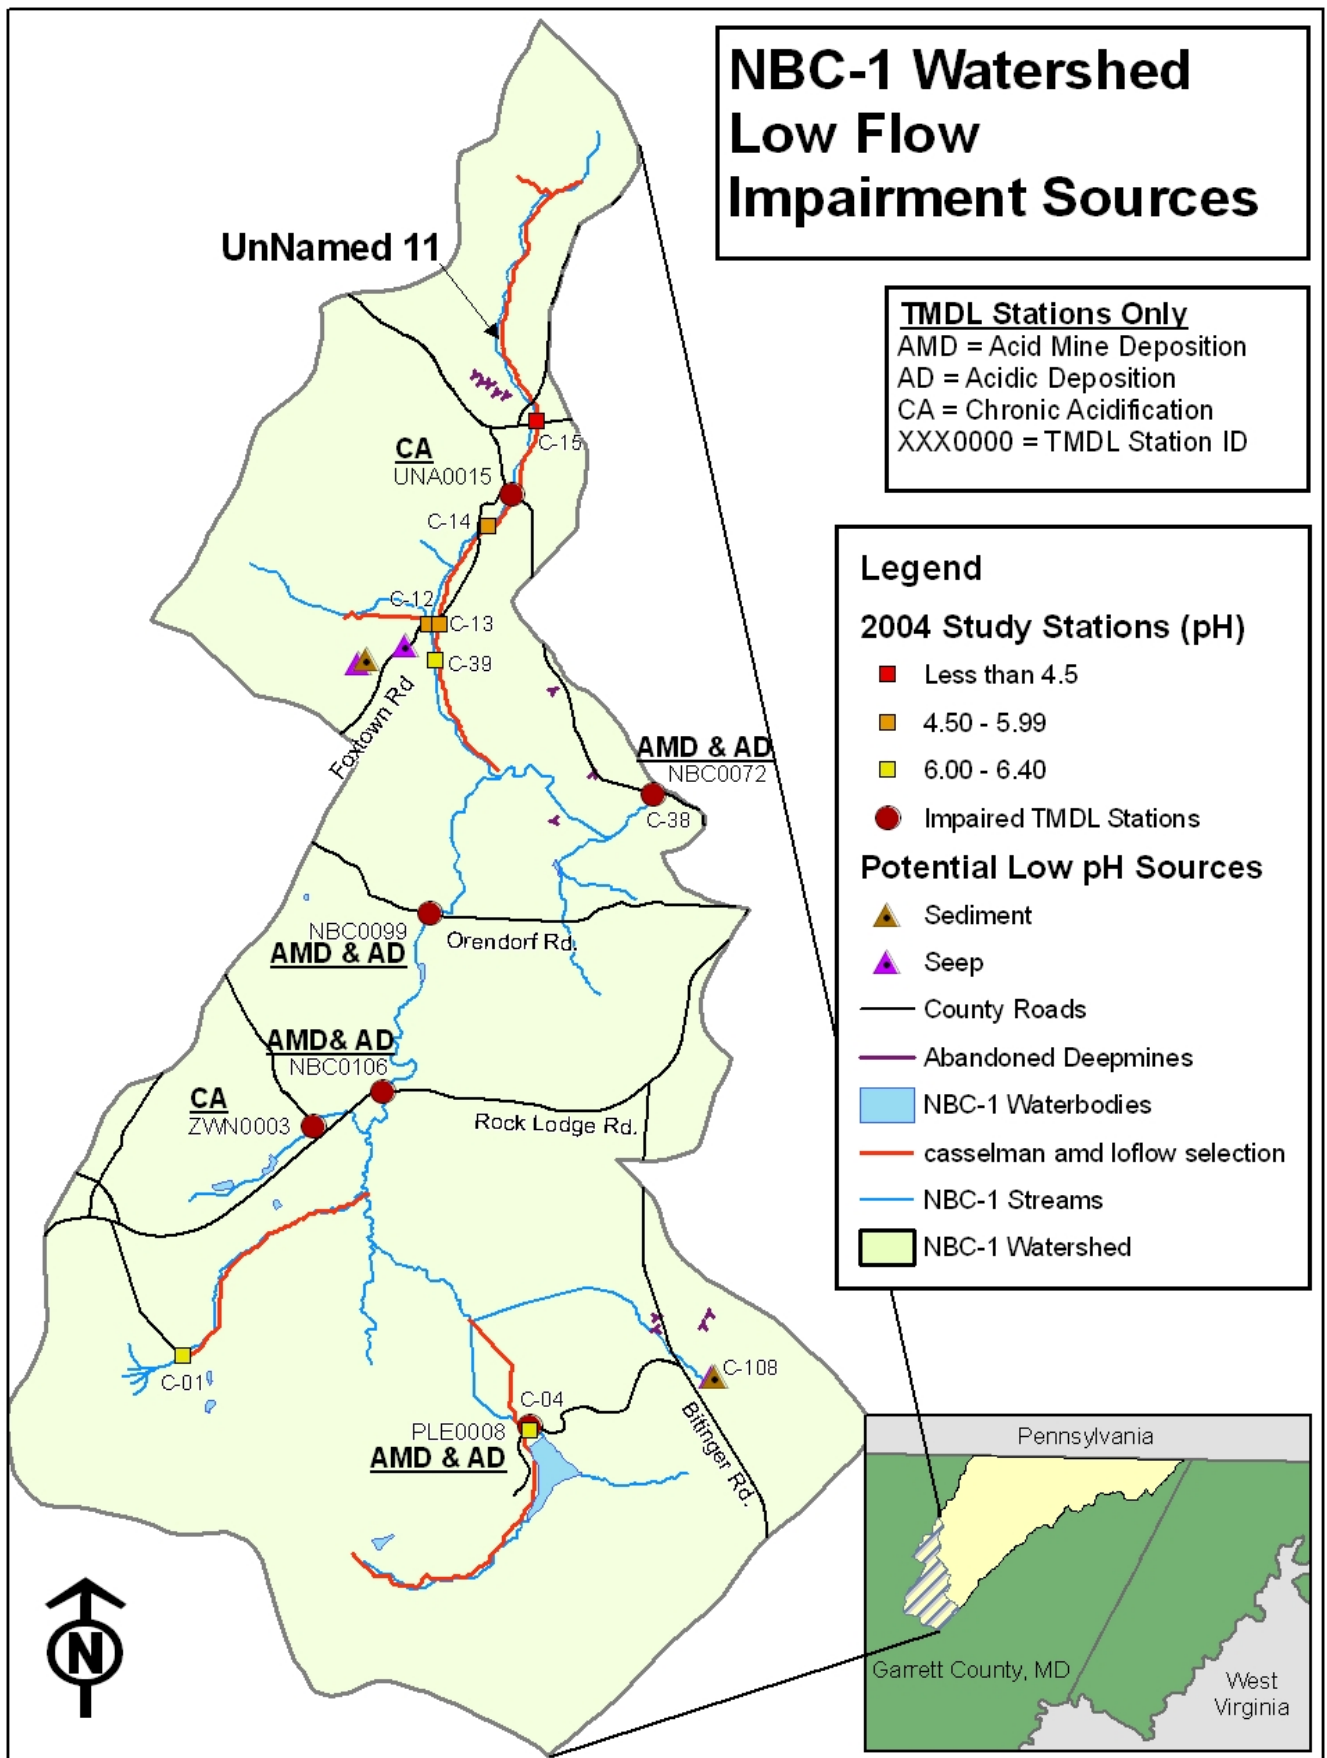 NBC-1 Watershed
Low Flow
Impairment Sources
UnNamed 11
TMDL Stations Only
AMD = Acid Mine Deposition
AD = Acidic Deposition
CA = Chronic Acidification
XXX0000 = TMDL Station ID
C-15
CA
UNA0015
C-14
C-12
C-13
C-39
Foxtown Rd
AMD & AD
NBC0072
C-38
NBC0099
AMD & AD
Orendorf Rd.
AMD& AD
NBC0106
CA
ZWN0003
Rock Lodge Rd.
C-01
C-108
C-04
PLE0008
AMD & AD
Bittinger Rd.
Legend
2004 Study Stations (pH)
Less than 4.5
4.50 - 5.99
6.00 - 6.40
Impaired TMDL Stations
Potential Low pH Sources
Sediment
Seep
County Roads
Abandoned Deepmines
NBC-1 Waterbodies
casselman amd loflow selection
NBC-1 Streams
NBC-1 Watershed
Pennsylvania
Garrett County, MD
West
Virginia
N